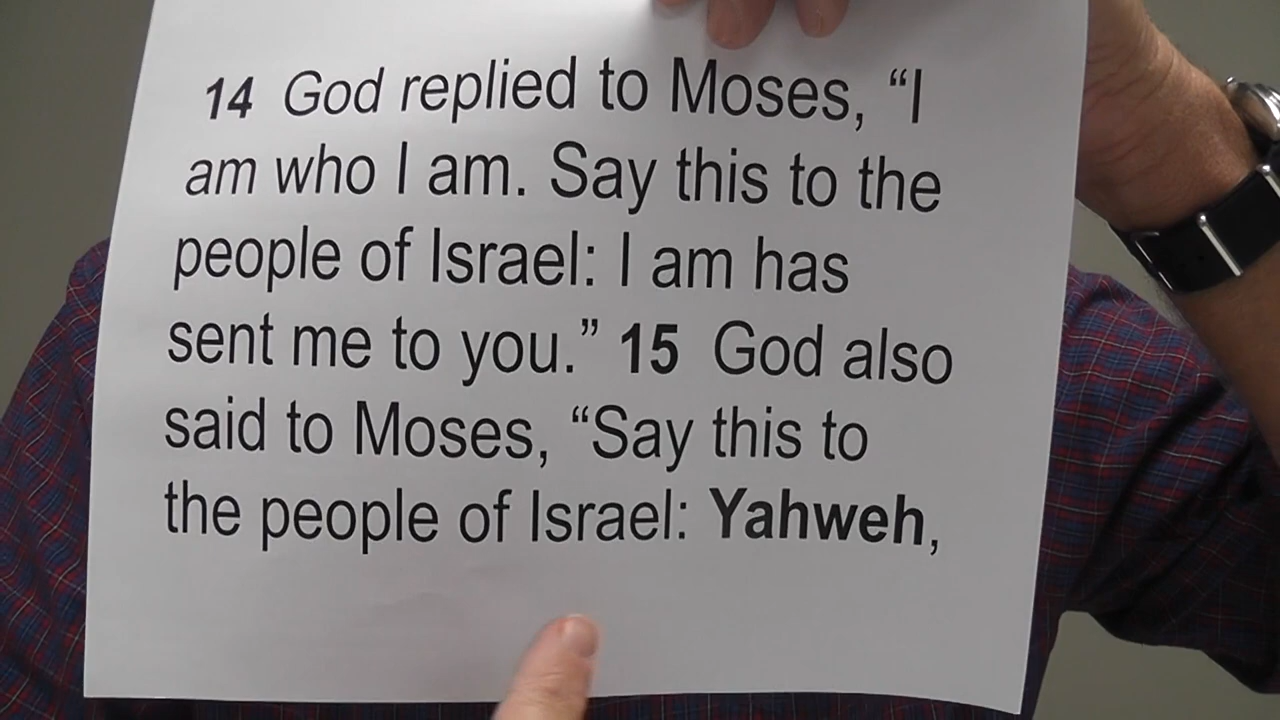 14 God replied to Moses, “I
am who I am. Say this to the
people of Israel: I am has
sent me to you.” 15 God also
said to Moses, “Say this to
the people of Israel: Yahweh,